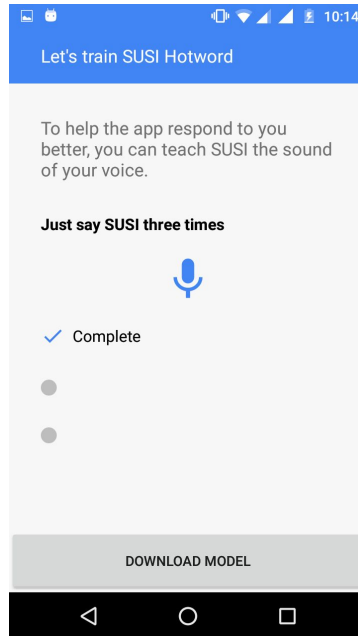 10:14
Let's train SUSI Hotword
To help the app respond to you
better, you can teach SUSI the sound
of your voice.
Just say SUSI three times
Complete
DOWNLOAD MODEL